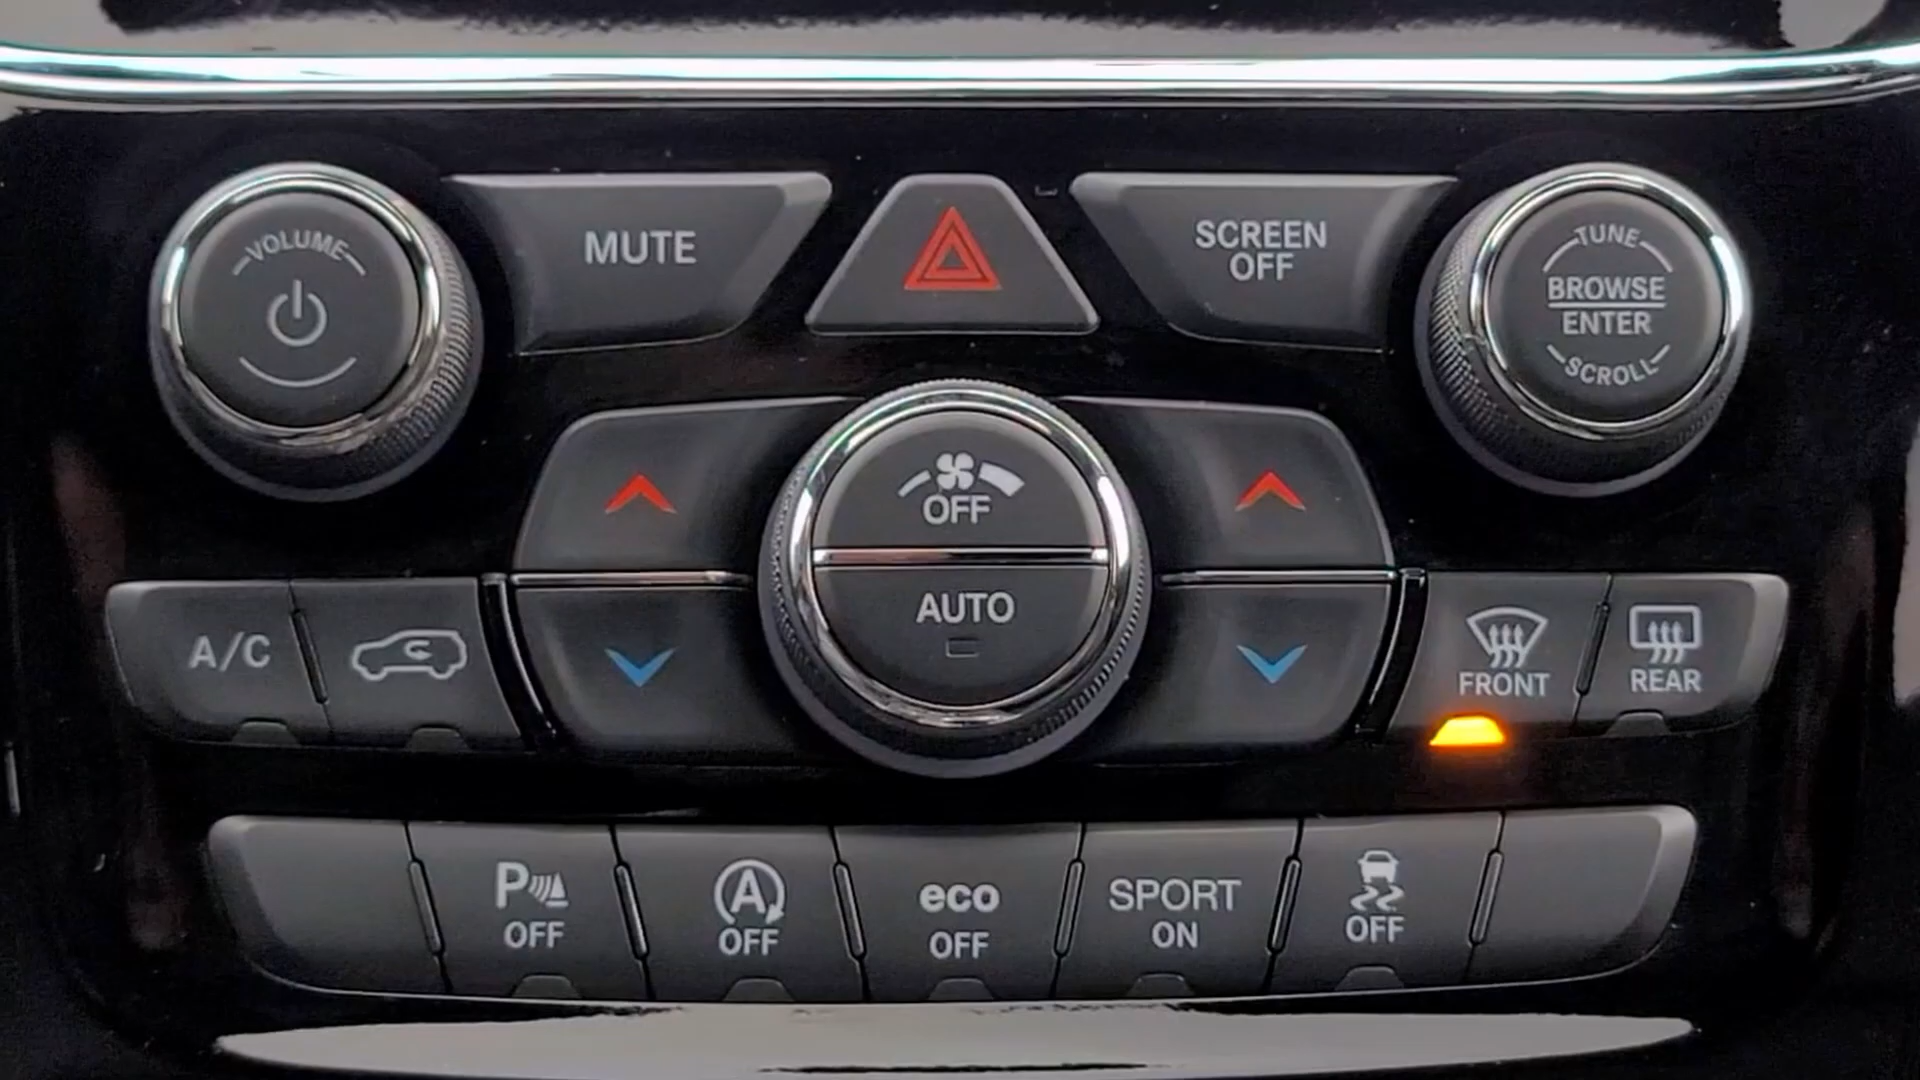 VOLUME
MUTE
SCREEN
OFF
TUNE
BROWSE
ENTER
SCROLL
OFF
AUTO
A/C
FRONT
REAR
P
OFF
A
OFF
eco
OFF
SPORT
ON
OFF